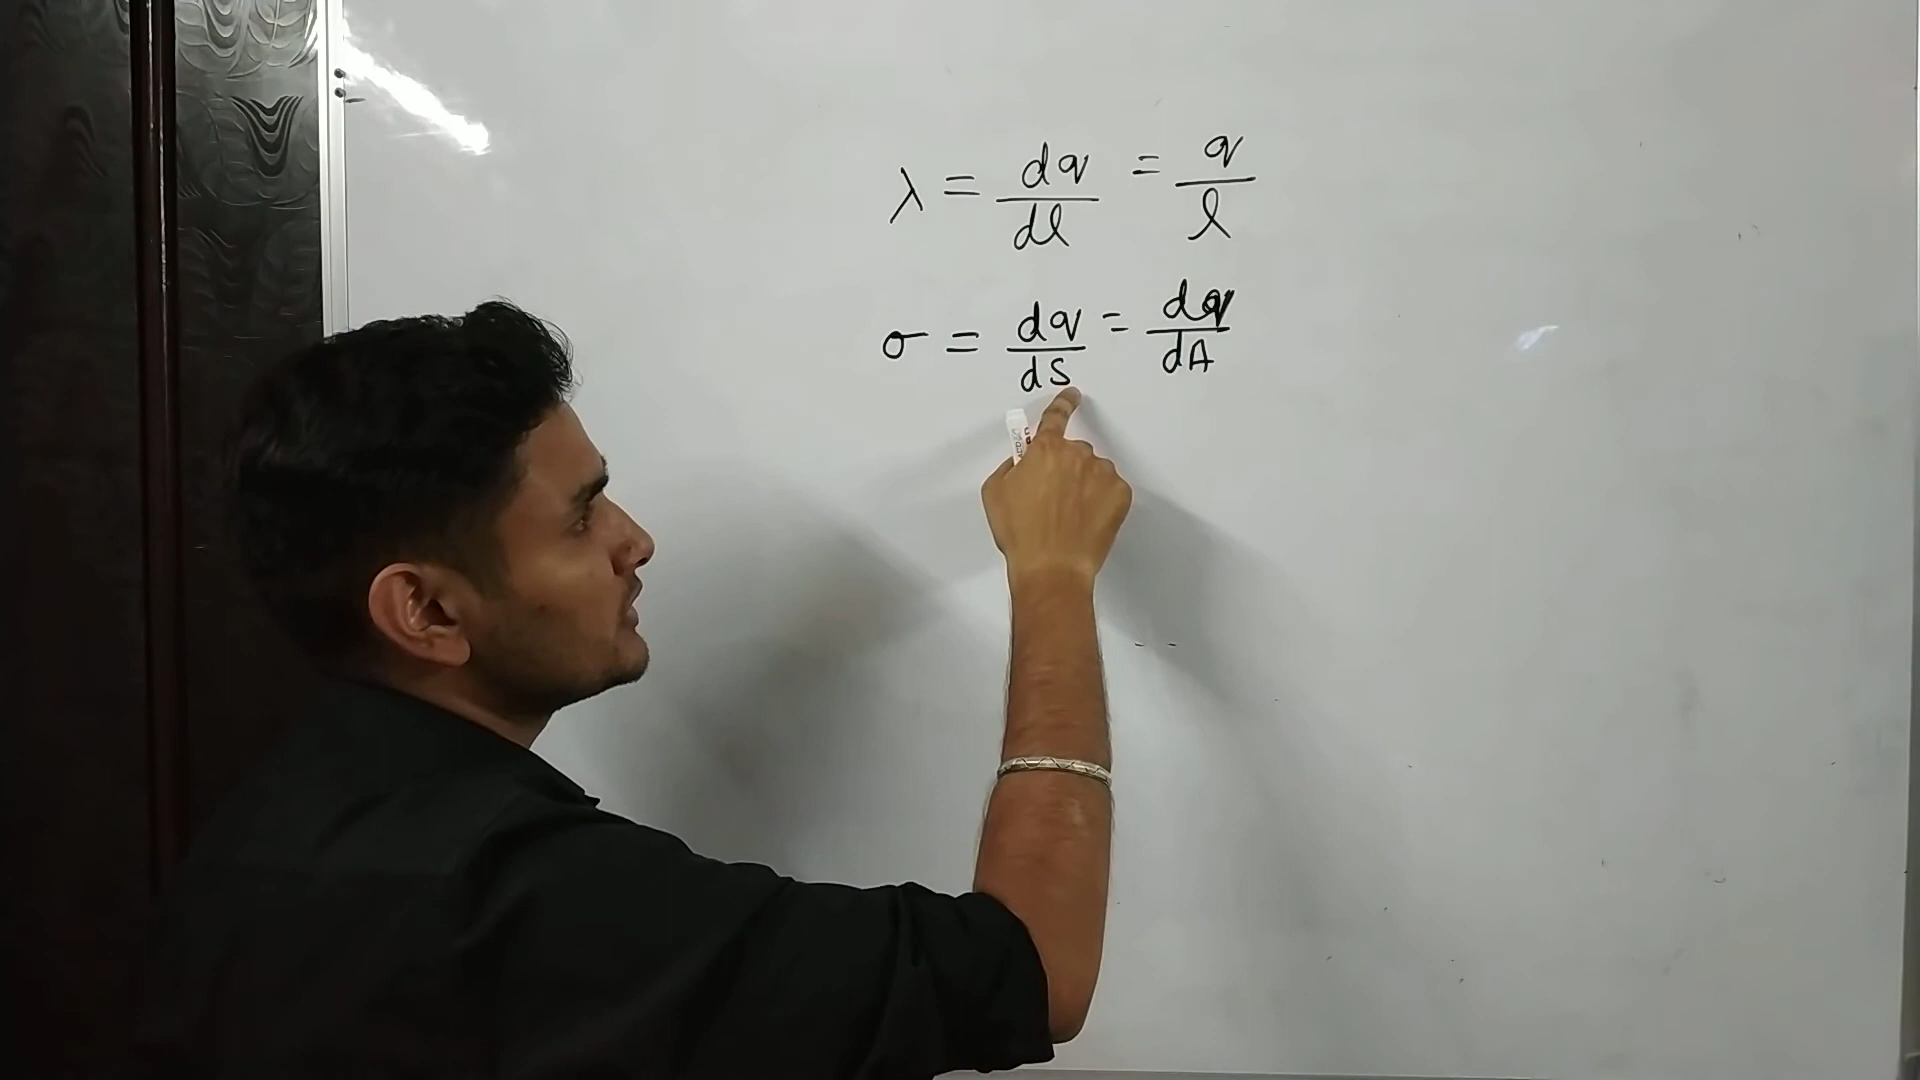 λ = dq/dl = q/l
σ = dq/dS = dq/dA